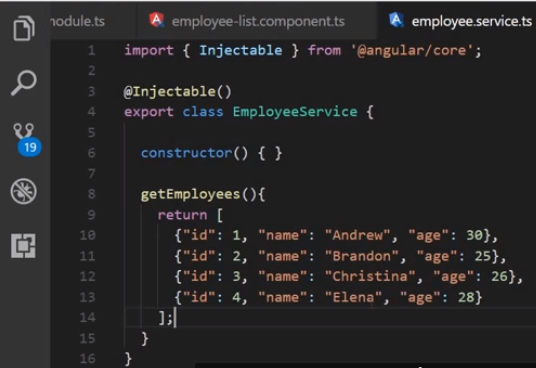 nodule.ts employee-list.component.ts employee.service.ts
1 import { Injectable } from '@angular/core';
2
3 @Injectable()
4 export class EmployeeService {
5
19
6 constructor() { }
7
8 getEmployees(){
9 return [
10 {"id": 1, "name": "Andrew", "age": 30},
11 {"id": 2, "name": "Brandon", "age": 25},
12 {"id": 3, "name": "Christina", "age": 26},
13 {"id": 4, "name": "Elena", "age": 28}
14 ];
15 }
16 }